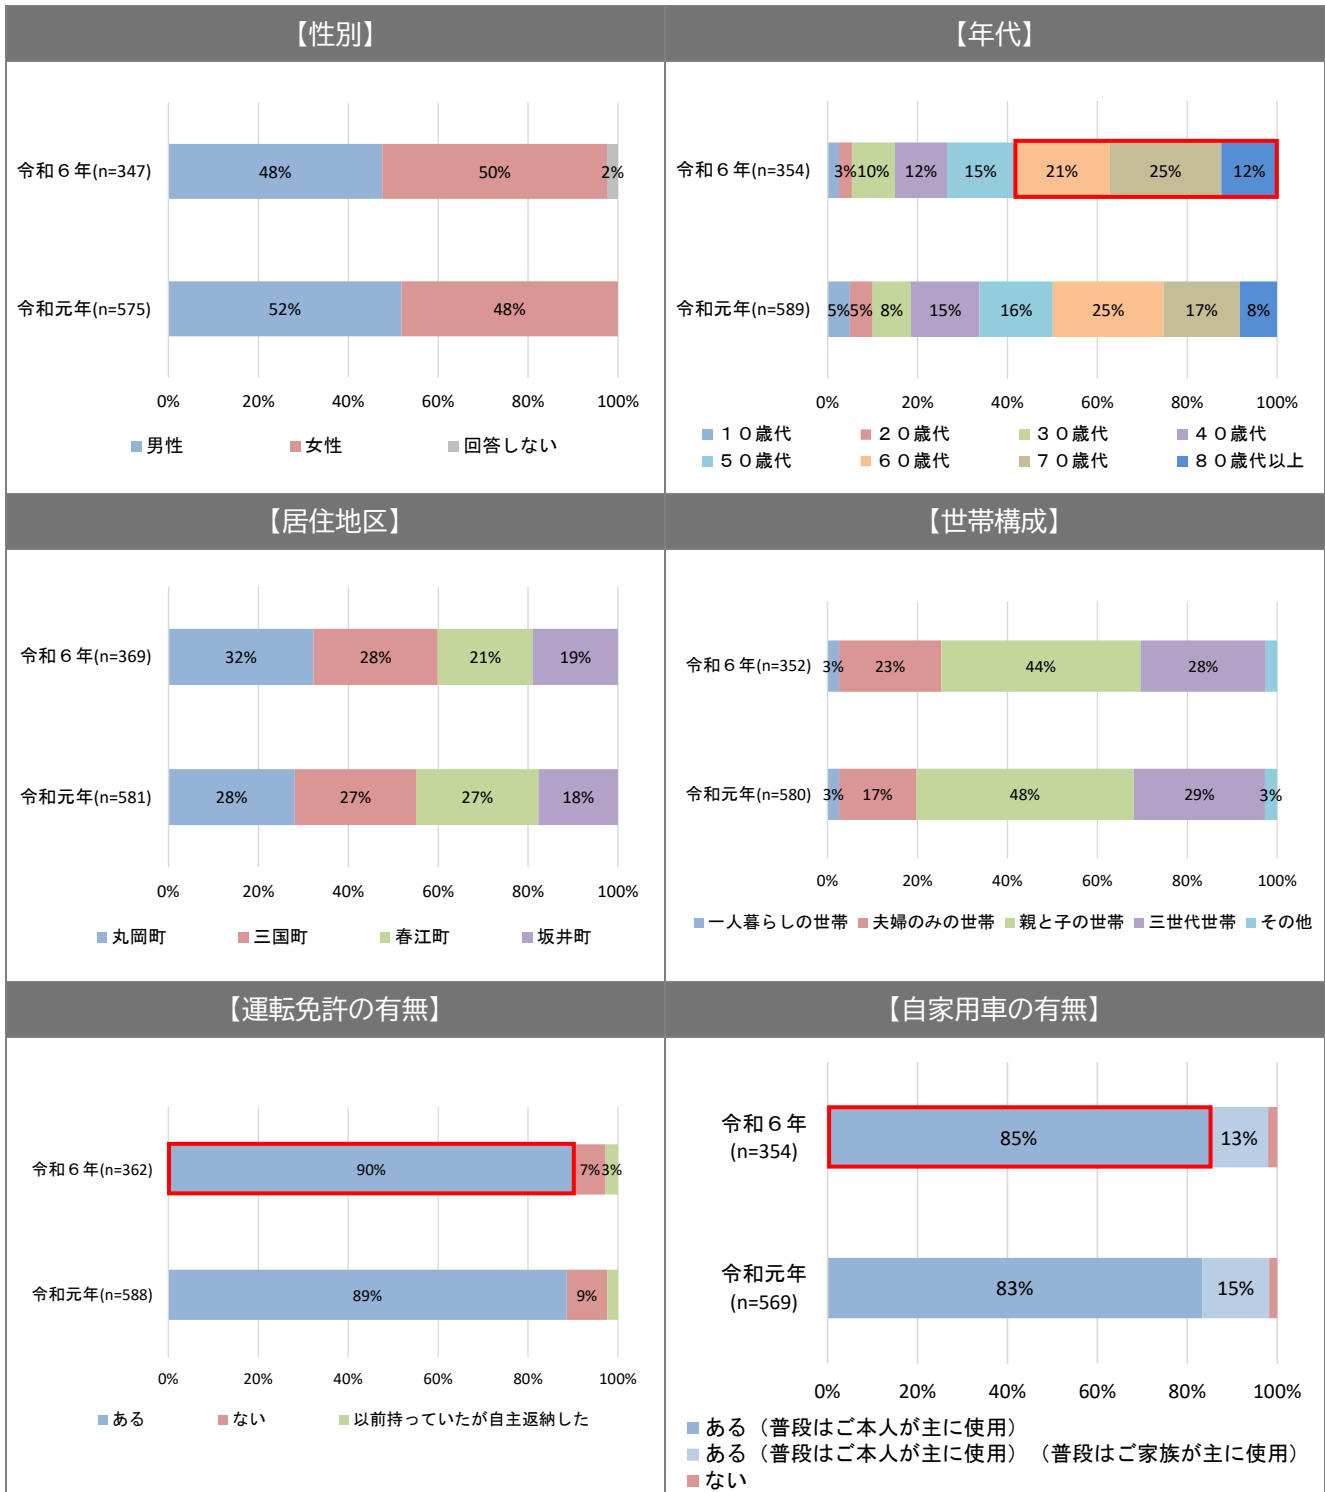 【性別】
令和６年(n=347)
48%
50%
2%
令和元年(n=575)
52%
48%
0%
20%
40%
60%
80%
100%
男性
女性
回答しない
【年代】
令和６年(n=354)
3%
10%
12%
15%
21%
25%
12%
令和元年(n=589)
5%
5%
8%
15%
16%
25%
17%
8%
0%
20%
40%
60%
80%
100%
１０歳代
２０歳代
３０歳代
４０歳代
５０歳代
６０歳代
７０歳代
８０歳代以上
【居住地区】
令和６年(n=369)
32%
28%
21%
19%
令和元年(n=581)
28%
27%
27%
18%
0%
20%
40%
60%
80%
100%
丸岡町
三国町
春江町
坂井町
【世帯構成】
令和６年(n=352)
3%
23%
44%
28%
令和元年(n=580)
3%
17%
48%
29%
3%
0%
20%
40%
60%
80%
100%
一人暮らしの世帯
夫婦のみの世帯
親と子の世帯
三世代世帯
その他
【運転免許の有無】
令和６年(n=362)
90%
7%
3%
令和元年(n=588)
89%
9%
0%
20%
40%
60%
80%
100%
ある
ない
以前持っていたが自主返納した
【自家用車の有無】
令和６年
(n=354)
85%
13%
令和元年
(n=569)
83%
15%
0%
20%
40%
60%
80%
100%
ある（普段はご本人が主に使用）
ある（普段はご本人が主に使用）（普段はご家族が主に使用）
ない